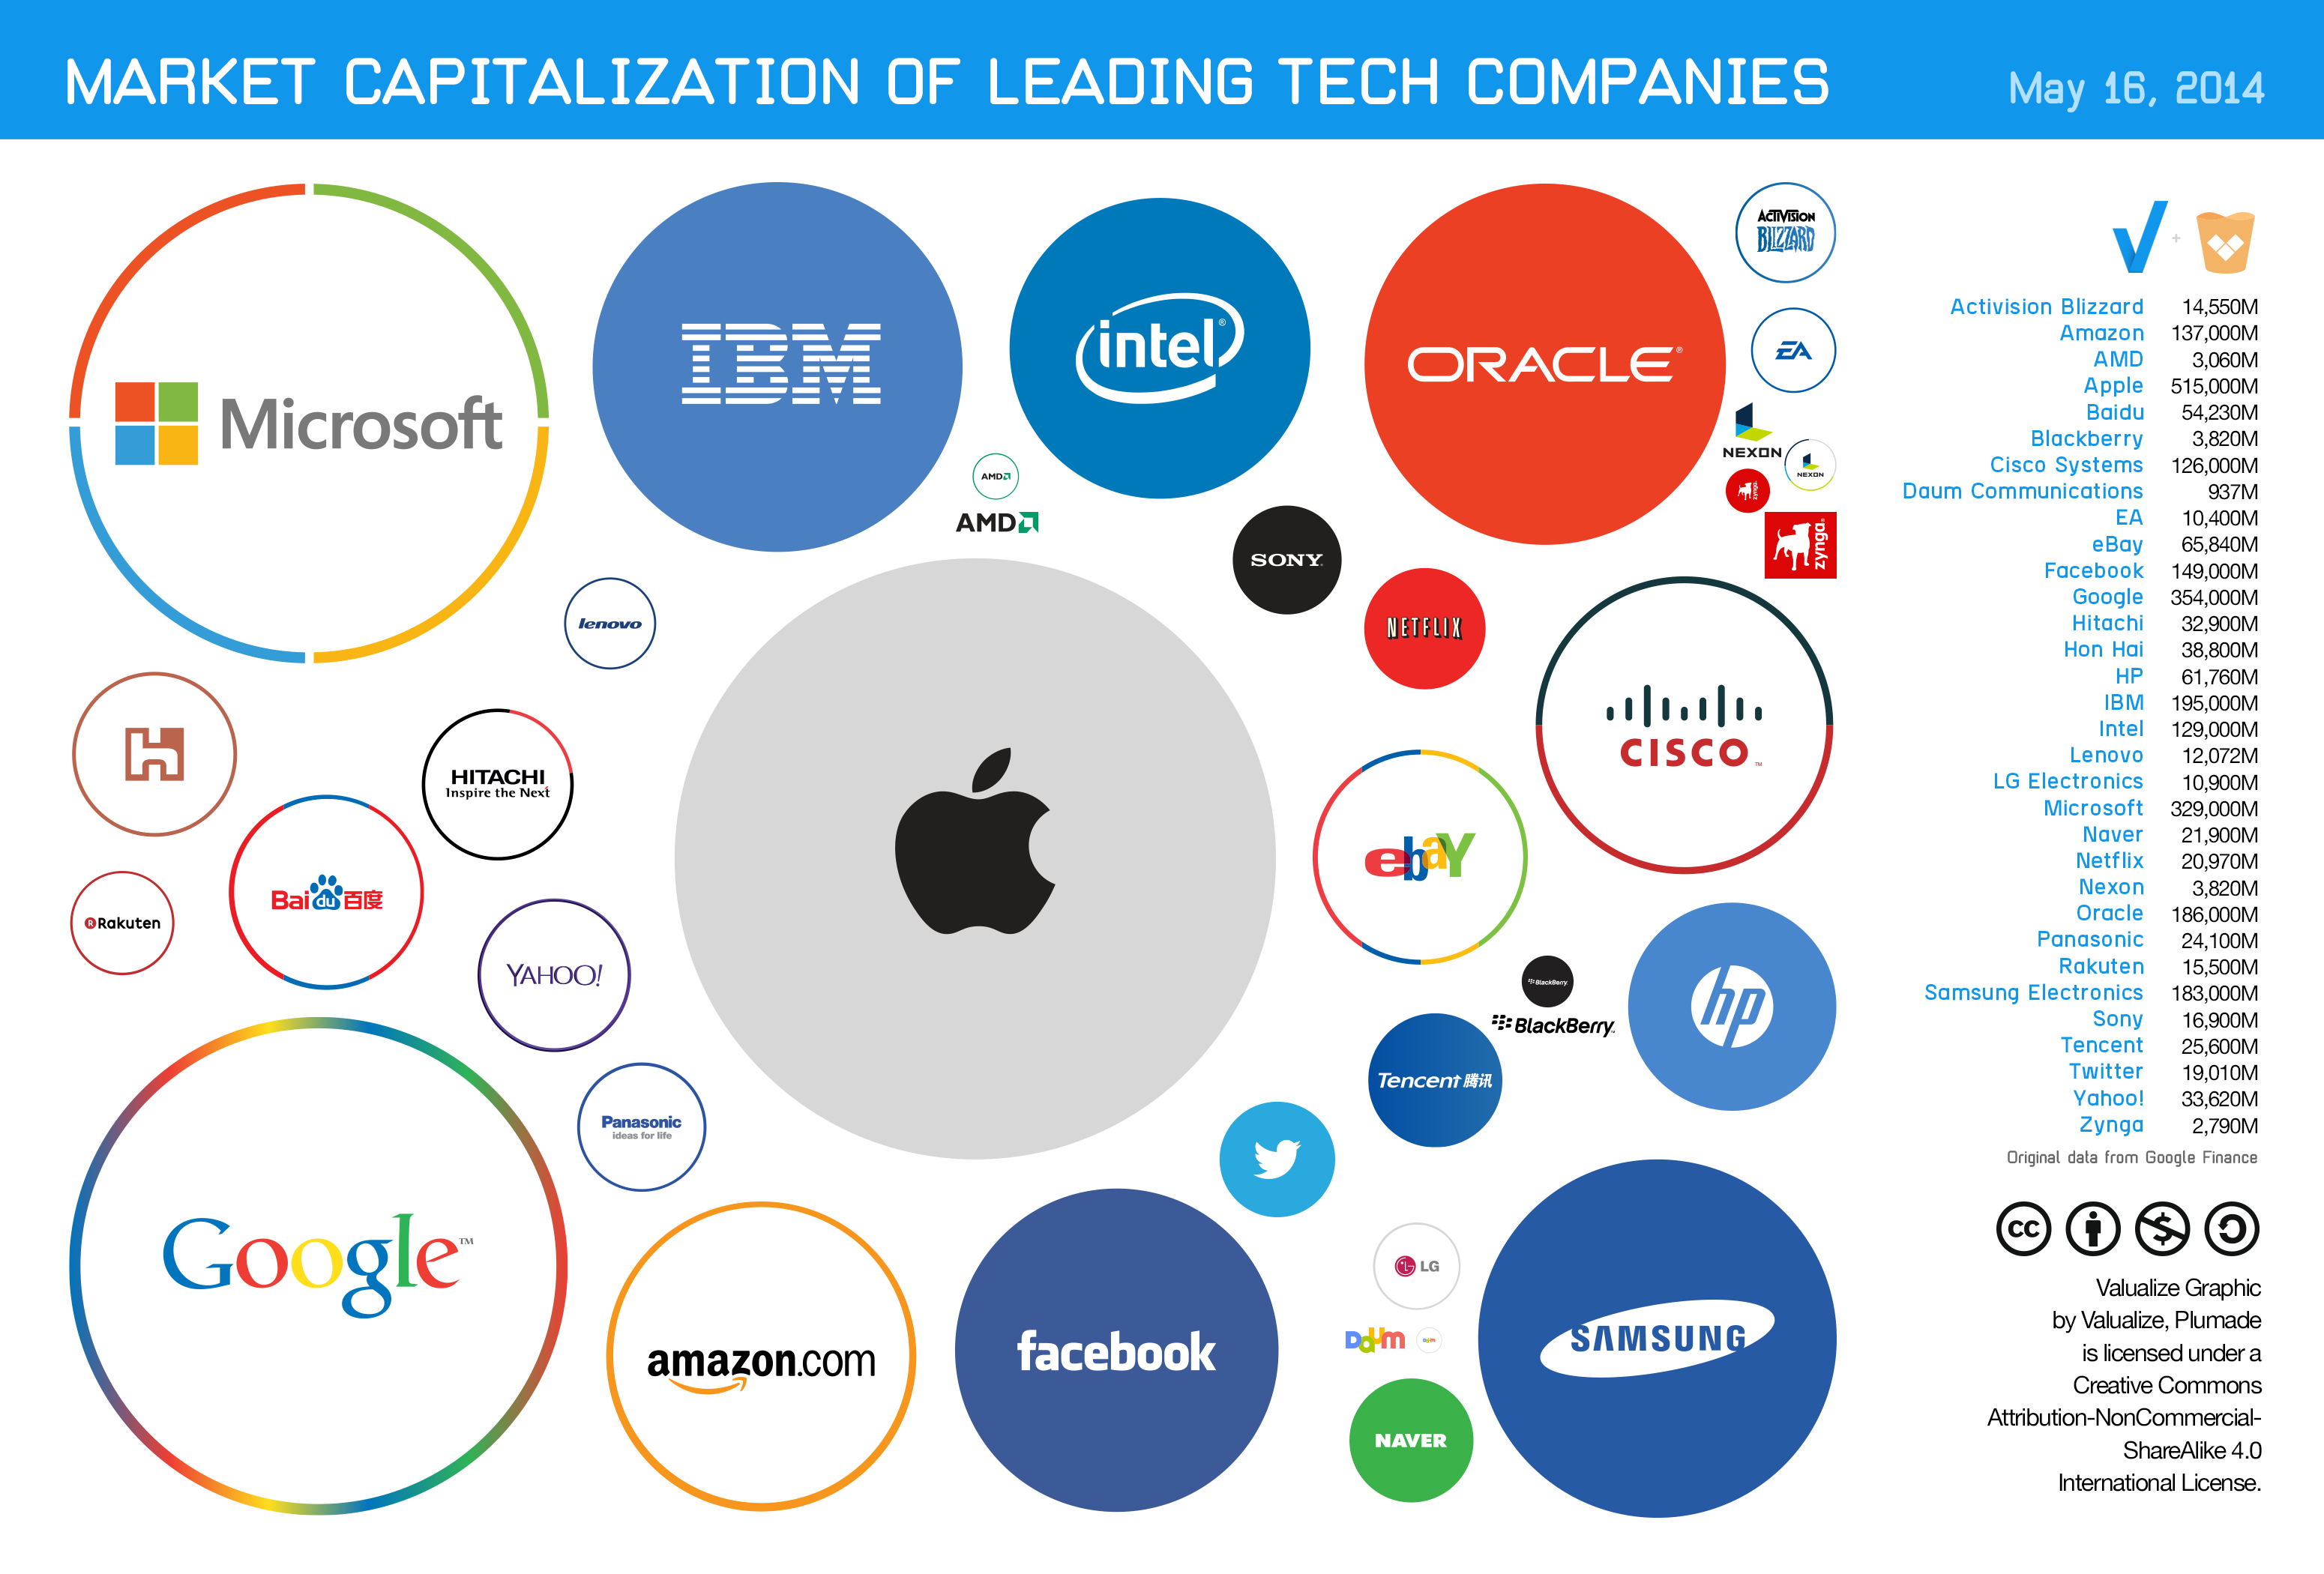 MARKET CAPITALIZATION OF LEADING TECH COMPANIES
May 16, 2014
Microsoft
IBM
intel®
ORACLE®
ACTIVISION
BLIZZARD
EA
NEXON
NEXON
zynga
zynga®
AMD
AMD
SONY
lenovo
NETFLIX
CISCO™
HITACHI
Inspire the Next
ebay
Bai du 百度
Rakuten
YAHOO!
hp
BlackBerry
BlackBerry
Tencent 腾讯
Panasonic
ideas for life
Google™
amazon.com
facebook
LG
Daum
Daum
SAMSUNG
NAVER
+
Activision Blizzard 14,550M
Amazon 137,000M
AMD 3,060M
Apple 515,000M
Baidu 54,230M
Blackberry 3,820M
Cisco Systems 126,000M
Daum Communications 937M
EA 10,400M
eBay 65,840M
Facebook 149,000M
Google 354,000M
Hitachi 32,900M
Hon Hai 38,800M
HP 61,760M
IBM 195,000M
Intel 129,000M
Lenovo 12,072M
LG Electronics 10,900M
Microsoft 329,000M
Naver 21,900M
Netflix 20,970M
Nexon 3,820M
Oracle 186,000M
Panasonic 24,100M
Rakuten 15,500M
Samsung Electronics 183,000M
Sony 16,900M
Tencent 25,600M
Twitter 19,010M
Yahoo! 33,620M
Zynga 2,790M
Original data from Google Finance
cc
Valualize Graphic
by Valualize, Plumade
is licensed under a
Creative Commons
Attribution-NonCommercial-
ShareAlike 4.0
International License.